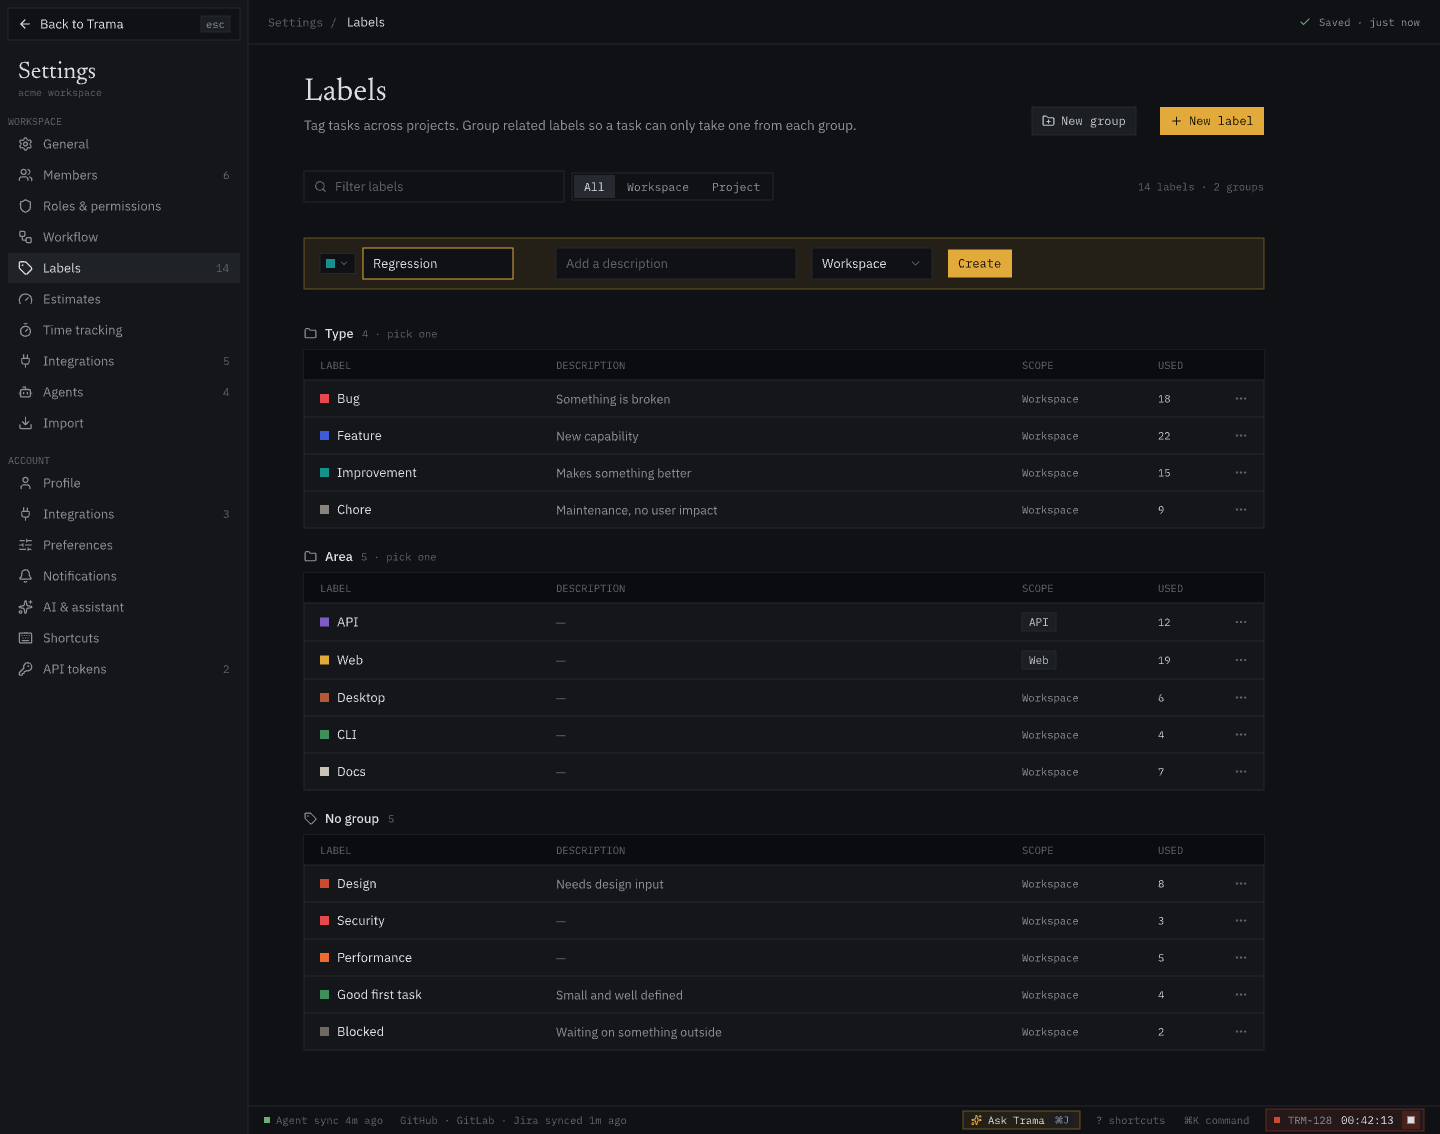 Back to Trama esc
Settings
acme workspace
WORKSPACE
General
Members 6
Roles & permissions
Workflow
Labels 14
Estimates
Time tracking
Integrations 5
Agents 4
Import
ACCOUNT
Profile
Integrations 3
Preferences
Notifications
AI & assistant
Shortcuts
API tokens 2
Settings / Labels
Saved · just now
Labels
Tag tasks across projects. Group related labels so a task can only take one from each group.
New group
+ New label
Filter labels
All Workspace Project
14 labels · 2 groups
Regression Add a description Workspace Create
Type 4 · pick one
LABEL DESCRIPTION SCOPE USED
Bug Something is broken Workspace 18 ···
Feature New capability Workspace 22 ···
Improvement Makes something better Workspace 15 ···
Chore Maintenance, no user impact Workspace 9 ···
Area 5 · pick one
LABEL DESCRIPTION SCOPE USED
API — API 12 ···
Web — Web 19 ···
Desktop — Workspace 6 ···
CLI — Workspace 4 ···
Docs — Workspace 7 ···
No group 5
LABEL DESCRIPTION SCOPE USED
Design Needs design input Workspace 8 ···
Security — Workspace 3 ···
Performance — Workspace 5 ···
Good first task Small and well defined Workspace 4 ···
Blocked Waiting on something outside Workspace 2 ···
Agent sync 4m ago GitHub · GitLab · Jira synced 1m ago
Ask Trama ⌘J ? shortcuts ⌘K command TRM-128 00:42:13